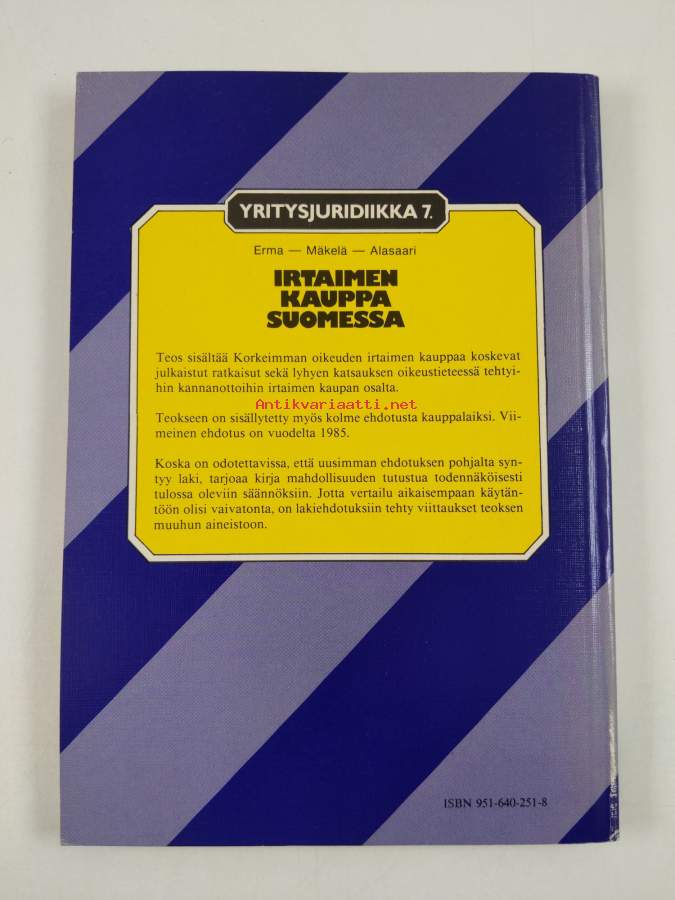 YRITYSJURIDIIKKA 7.
Erma — Mäkelä — Alasaari
IRTAIMEN
KAUPPA
SUOMESSA
Teos sisältää Korkeimman oikeuden irtaimen kauppaa koskevat
julkaistut ratkaisut sekä lyhyen katsauksen oikeustieteessä tehtyi-
hin kannanottoihin irtaimen kaupan osalta.
Antikvariaatti.net
Teokseen on sisällytetty myös kolme ehdotusta kauppalaiksi. Vii-
meinen ehdotus on vuodelta 1985.
Koska on odotettavissa, että uusimman ehdotuksen pohjalta syn-
tyy laki, tarjoaa kirja mahdollisuuden tutustua todennäköisesti
tulossa oleviin säännöksiin. Jotta vertailu aikaisempaan käytän-
töön olisi vaivatonta, on lakiehdotuksiin tehty viittaukset teoksen
muuhun aineistoon.
ISBN 951-640-251-8